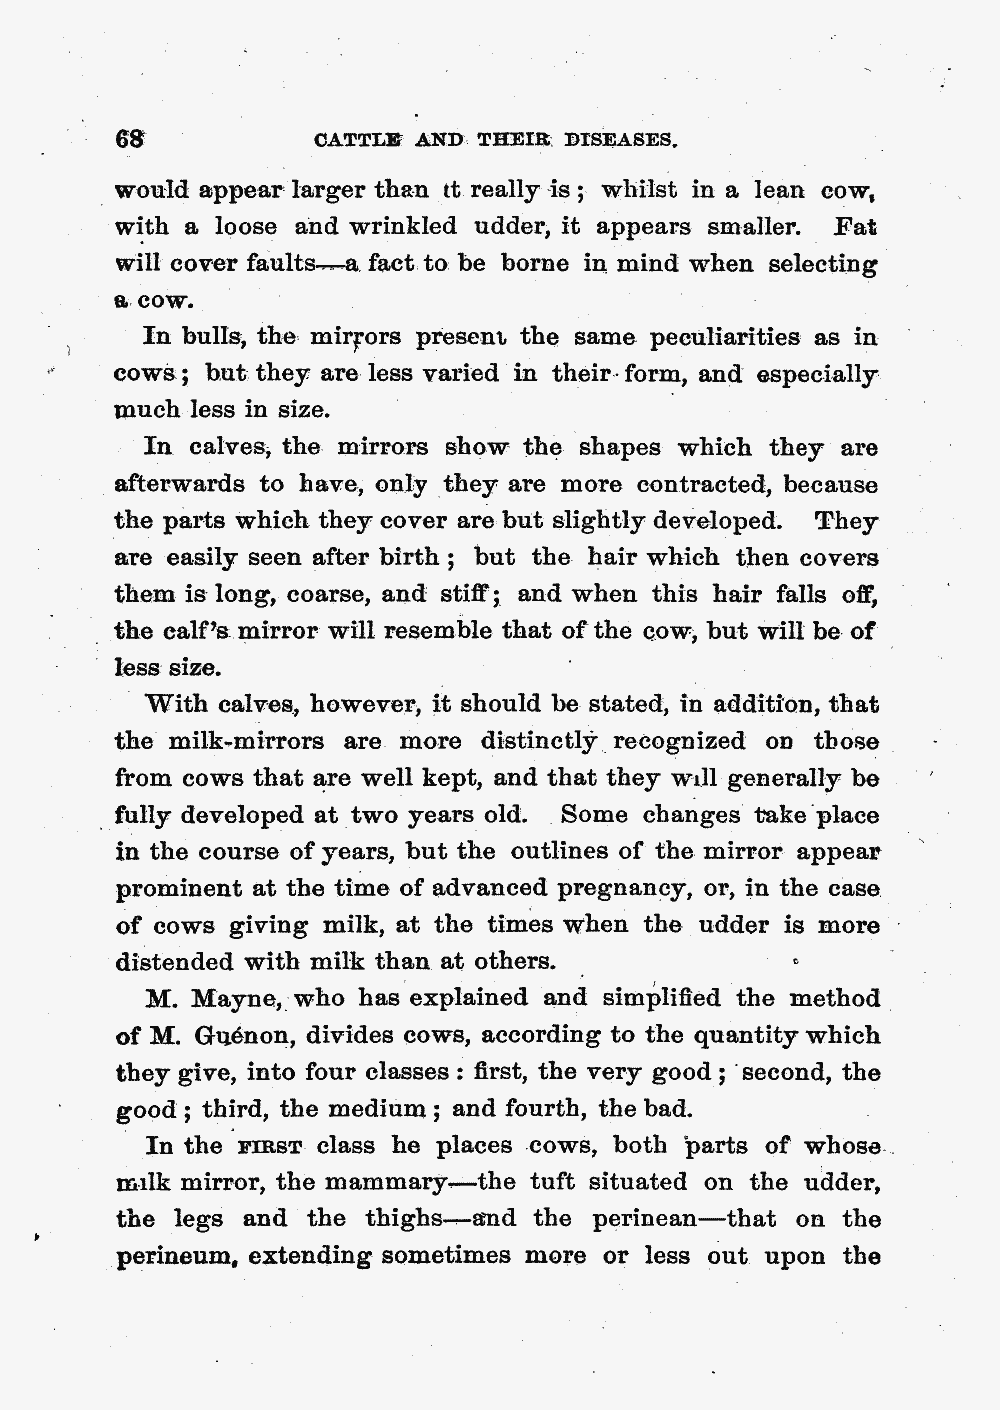 68 CATTLE AND THEIR DISEASES.
would appear larger than it really is; whilst in a lean cow,
with a loose and wrinkled udder, it appears smaller. Fat
will cover faults—a fact to be borne in mind when selecting
a cow.
In bulls, the mirrors present the same peculiarities as in
cows; but they are less varied in their form, and especially
much less in size.
In calves, the mirrors show the shapes which they are
afterwards to have, only they are more contracted, because
the parts which they cover are but slightly developed. They
are easily seen after birth; but the hair which then covers
them is long, coarse, and stiff; and when this hair falls off,
the calf's mirror will resemble that of the cow, but will be of
less size.
With calves, however, it should be stated, in addition, that
the milk-mirrors are more distinctly recognized on those
from cows that are well kept, and that they will generally be
fully developed at two years old. Some changes take place
in the course of years, but the outlines of the mirror appear
prominent at the time of advanced pregnancy, or, in the case
of cows giving milk, at the times when the udder is more
distended with milk than at others.
M. Mayne, who has explained and simplified the method
of M. Guénon, divides cows, according to the quantity which
they give, into four classes: first, the very good; second, the
good; third, the medium; and fourth, the bad.
In the FIRST class he places cows, both parts of whose
milk mirror, the mammary—the tuft situated on the udder,
the legs and the thighs—and the perinean—that on the
perineum, extending sometimes more or less out upon the